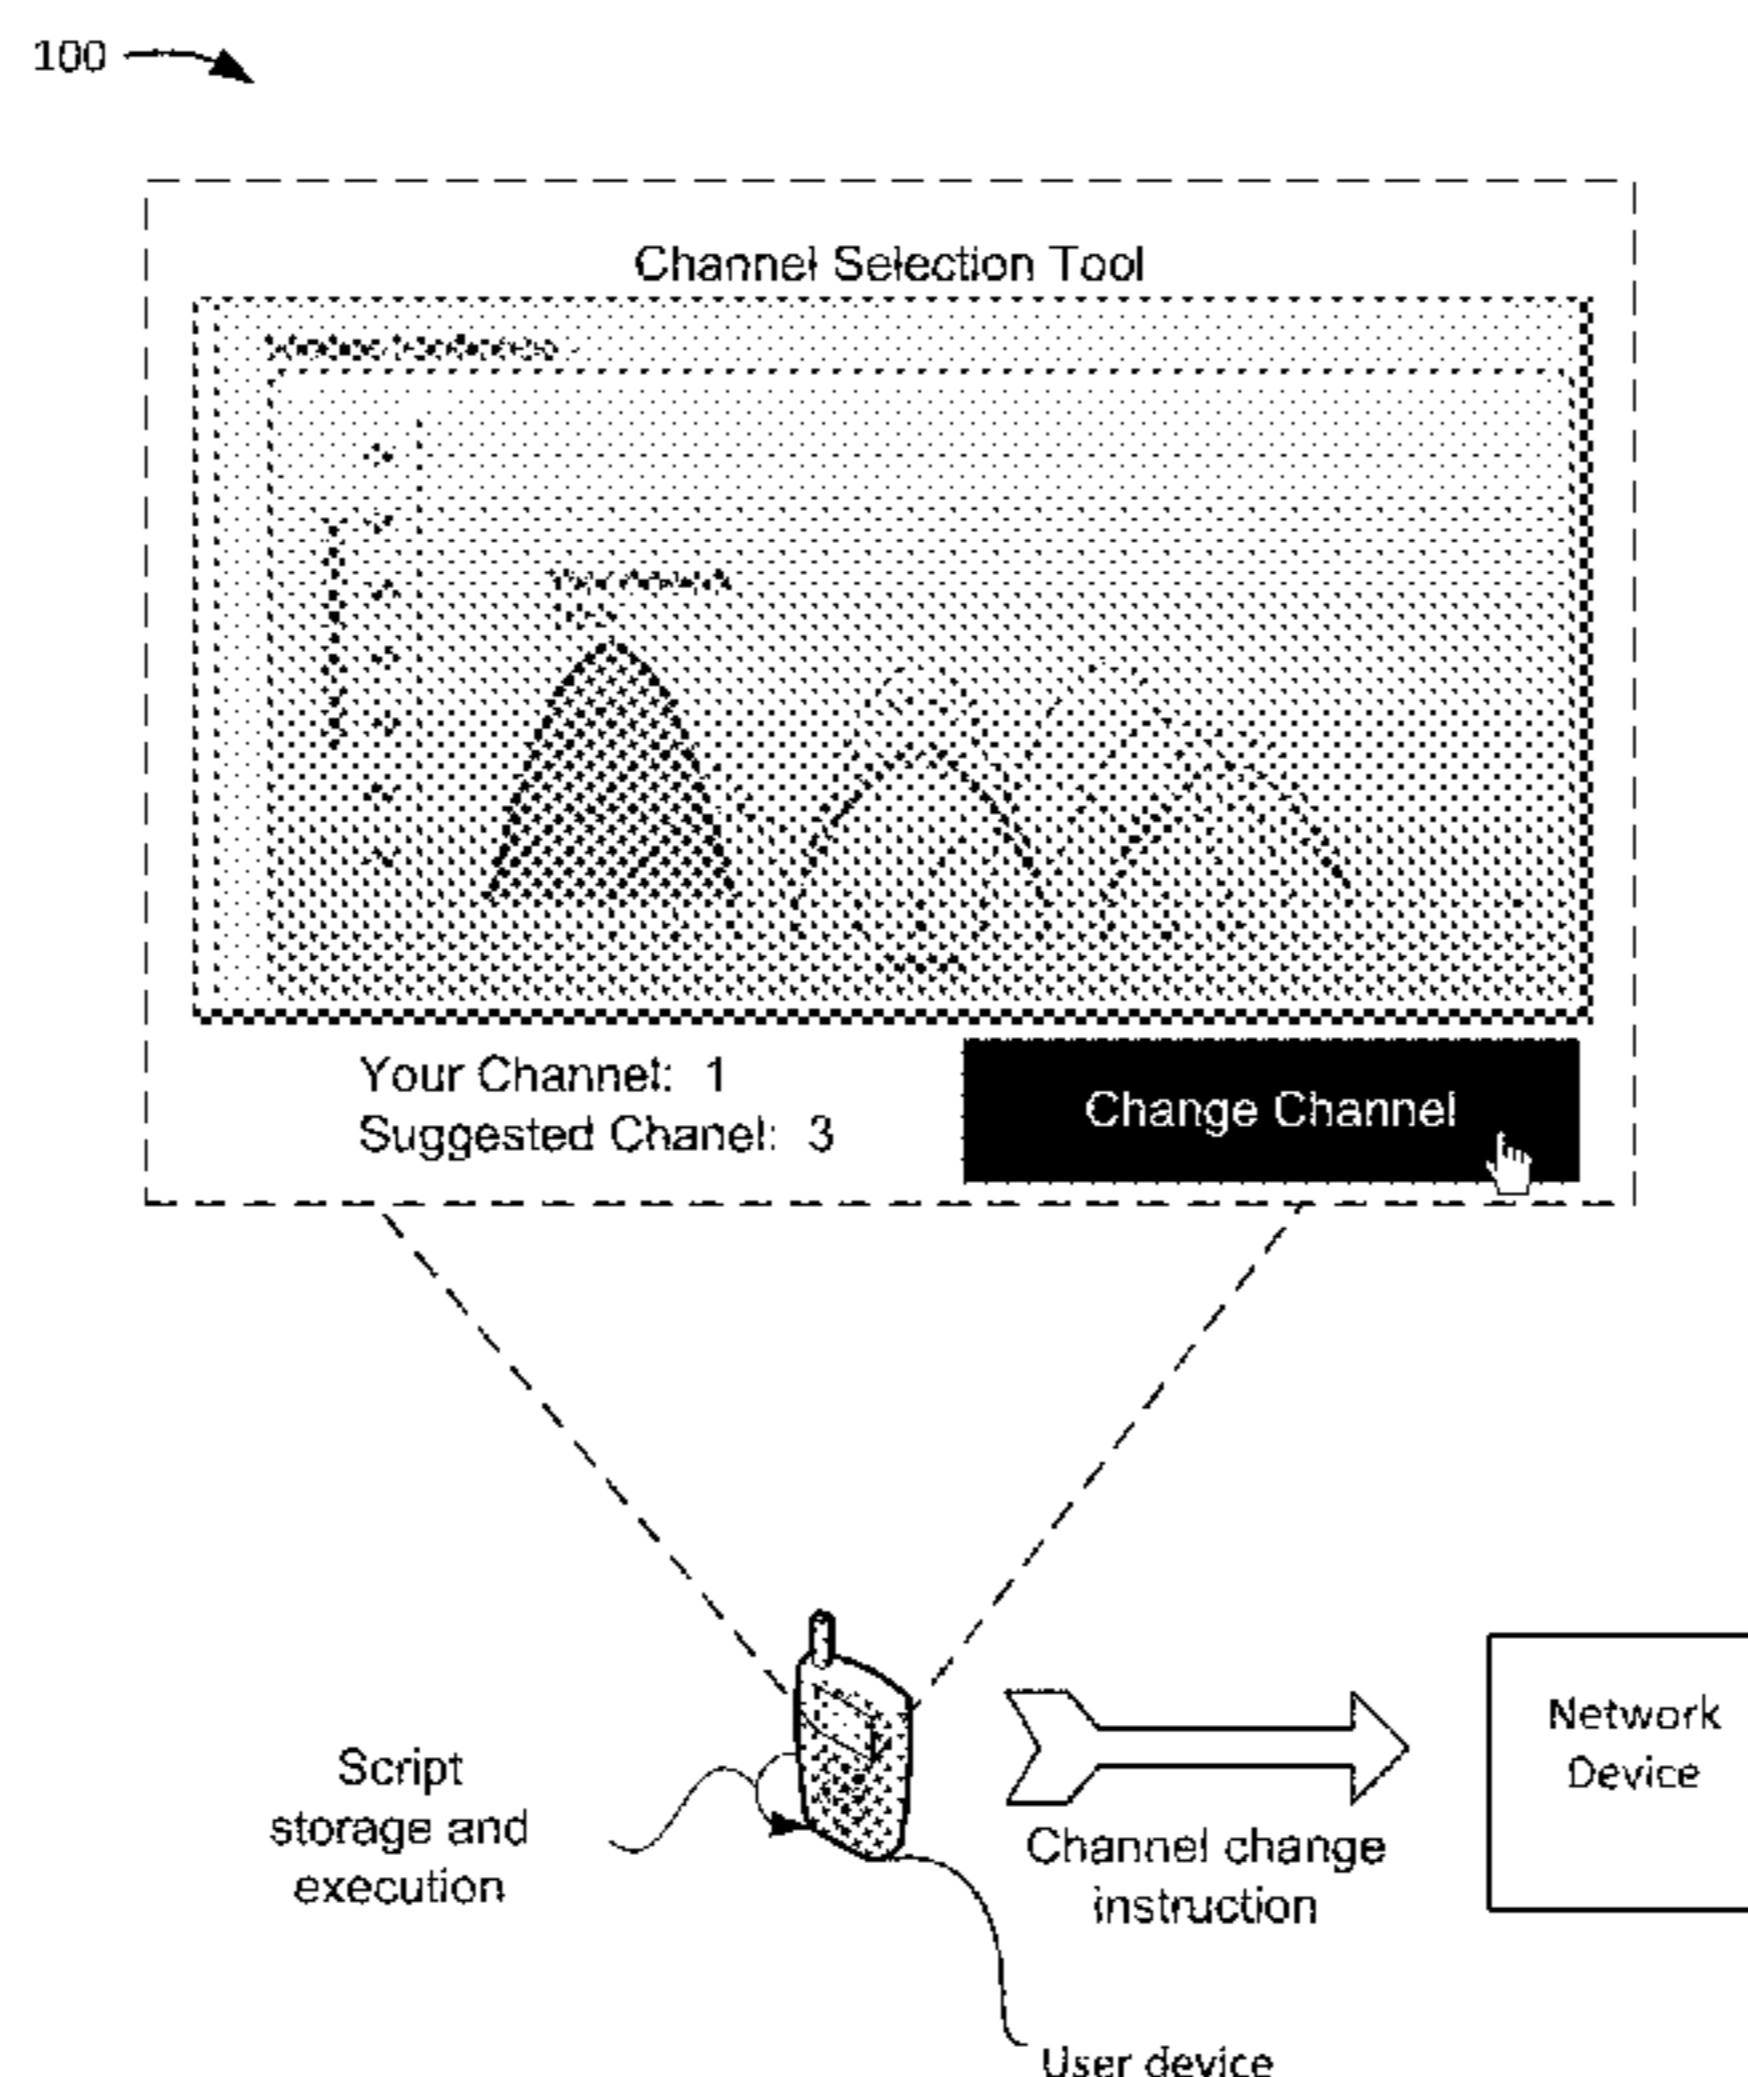 100
Channel Selection Tool
Your Channel: 1
Suggested Chanel: 3
Change Channel
Script
storage and
execution
Channel change
instruction
Network
Device
User device